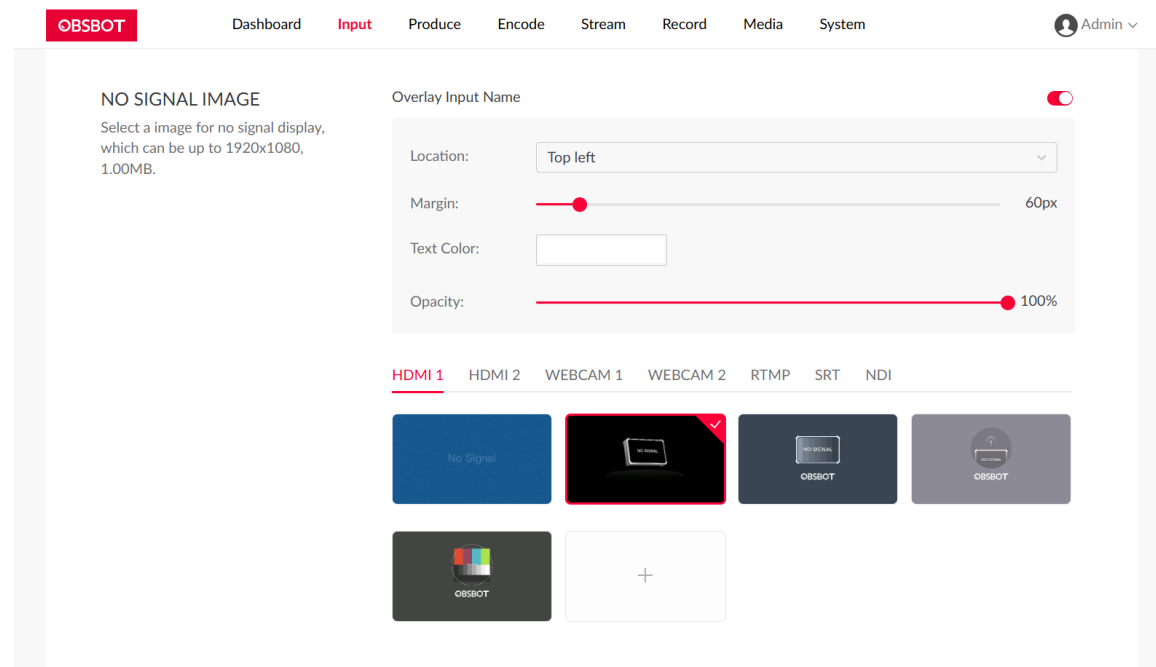 OBSBOT
Dashboard
Input
Produce
Encode
Stream
Record
Media
System
Admin
NO SIGNAL IMAGE
Select a image for no signal display,
which can be up to 1920x1080,
1.00MB.
Overlay Input Name
Location:
Top left
Margin:
60px
Text Color:
Opacity:
100%
HDMI 1
HDMI 2
WEBCAM 1
WEBCAM 2
RTMP
SRT
NDI
No Signal
NO SIGNAL
NO SIGNAL
OBSBOT
NO SIGNAL
OBSBOT
OBSBOT